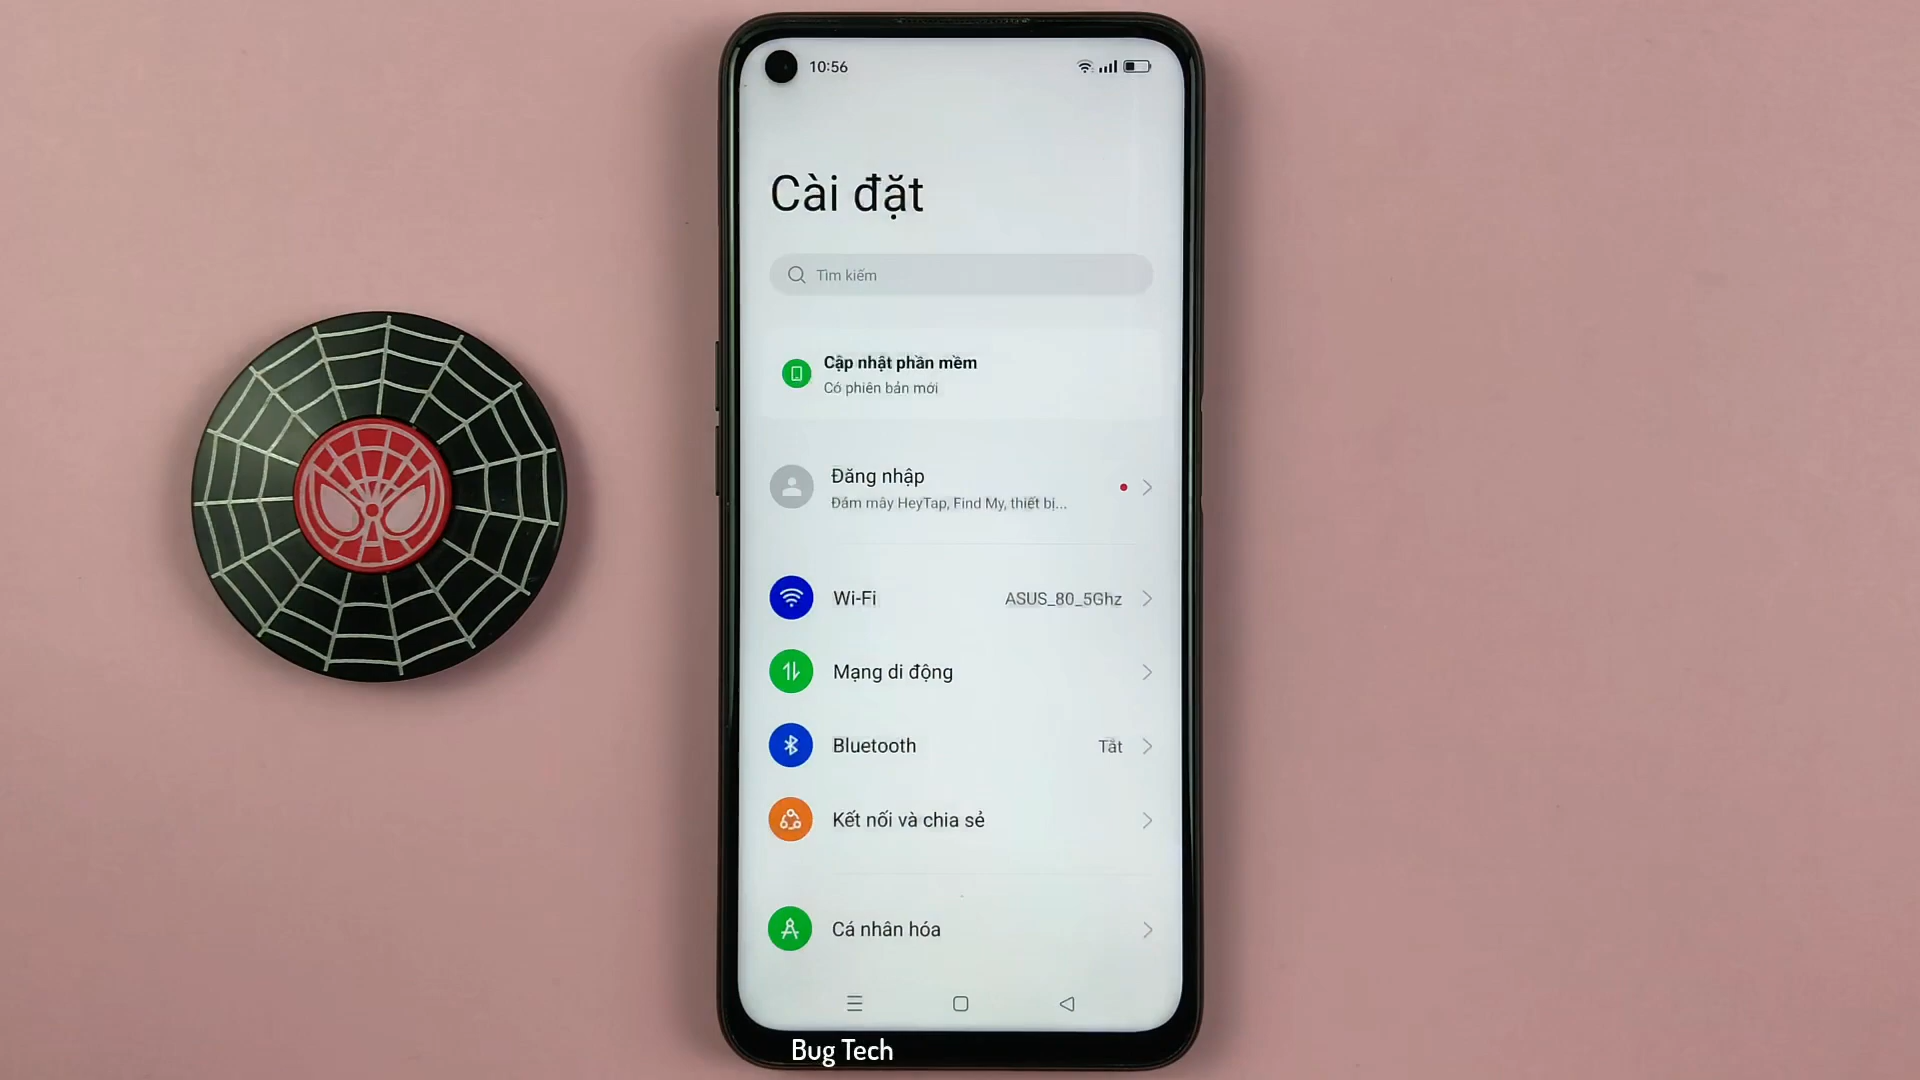 10:56
Cài đặt
Tìm kiếm
Cập nhật phần mềm
Có phiên bản mới
Đăng nhập
Đám mây HeyTap, Find My, thiết bị...
Wi-Fi
ASUS_80_5Ghz
Mạng di động
Bluetooth
Tắt
Kết nối và chia sẻ
Cá nhân hóa
Bug Tech